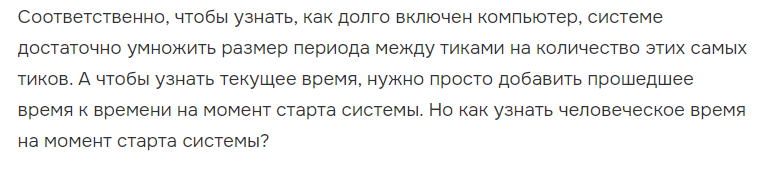 Соответственно, чтобы узнать, как долго включен компьютер, системе
достаточно умножить размер периода между тиками на количество этих самых
тиков. А чтобы узнать текущее время, нужно просто добавить прошедшее
время к времени на момент старта системы. Но как узнать человеческое время
на момент старта системы?